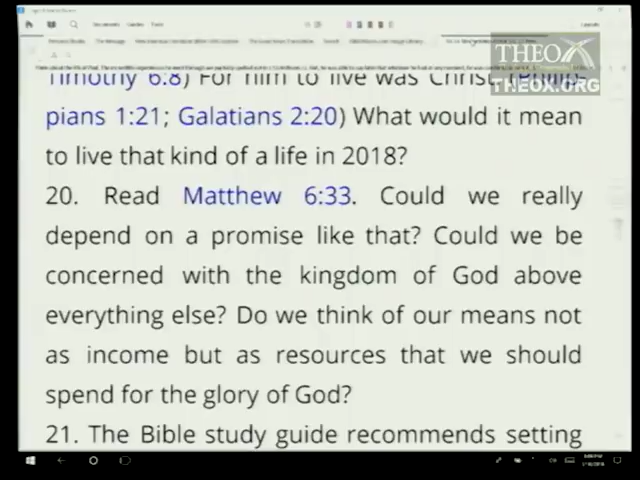 THEOX
THEOX.ORG
Timothy 6:8) For him to live was Christ (Philip-
pians 1:21; Galatians 2:20) What would it mean
to live that kind of a life in 2018?
20. Read Matthew 6:33. Could we really
depend on a promise like that? Could we be
concerned with the kingdom of God above
everything else? Do we think of our means not
as income but as resources that we should
spend for the glory of God?
21. The Bible study guide recommends setting